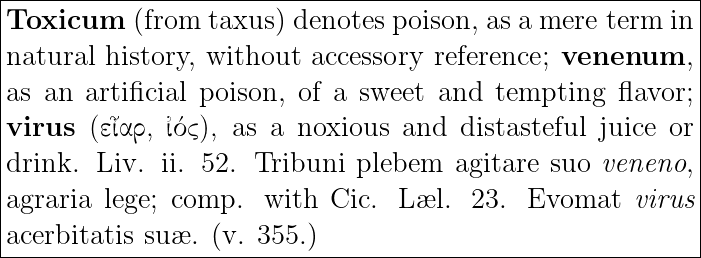 Toxicum (from taxus) denotes poison, as a mere term in
natural history, without accessory reference; venenum,
as an artificial poison, of a sweet and tempting flavor;
virus (εἶαρ, ἰός), as a noxious and distasteful juice or
drink. Liv. ii. 52. Tribuni plebem agitare suo veneno,
agraria lege; comp. with Cic. Læl. 23. Evomat virus
acerbitatis suæ. (v. 355.)